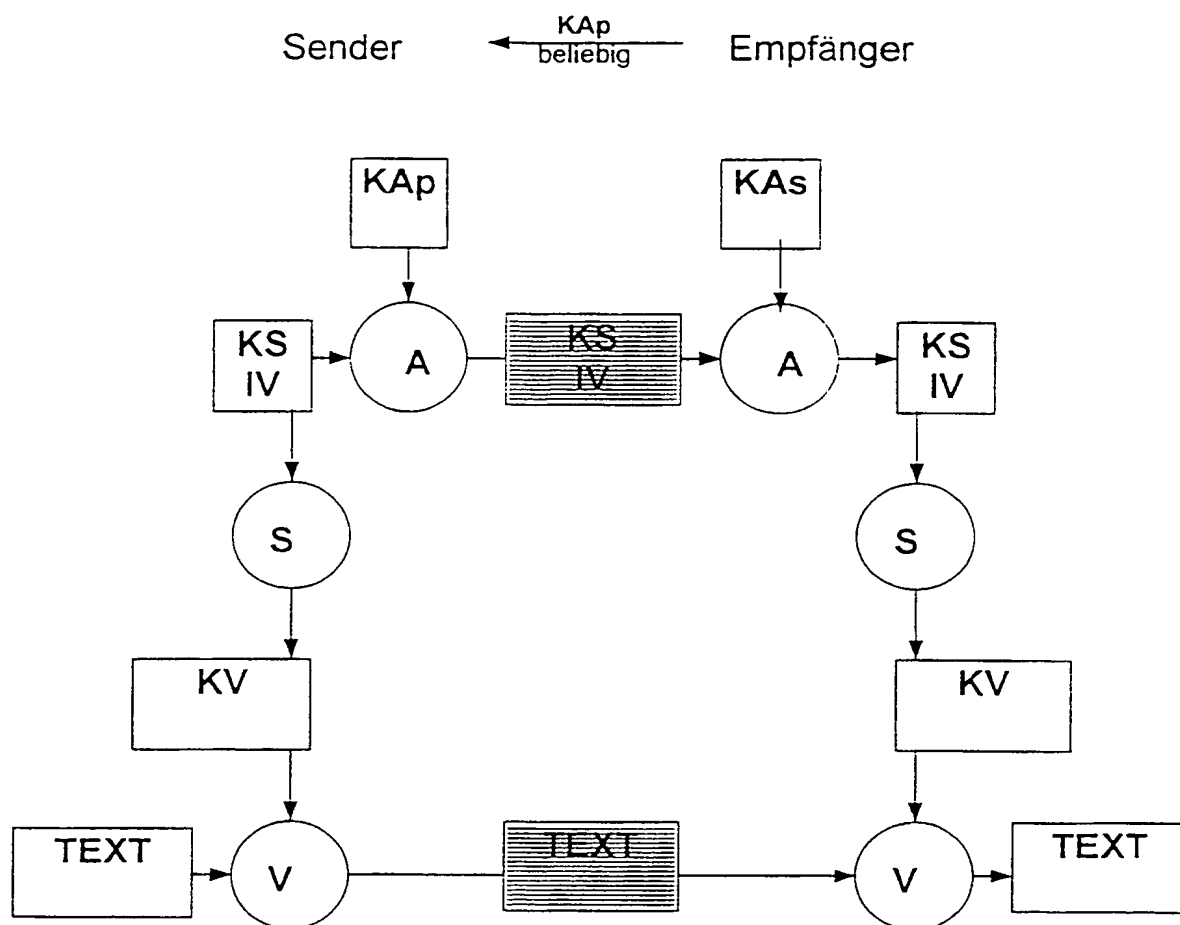 KAp
Sender beliebig Empfänger
KAp KAs
KS KS KS
IV A IV A IV
S S
KV KV
TEXT TEXT TEXT
V V